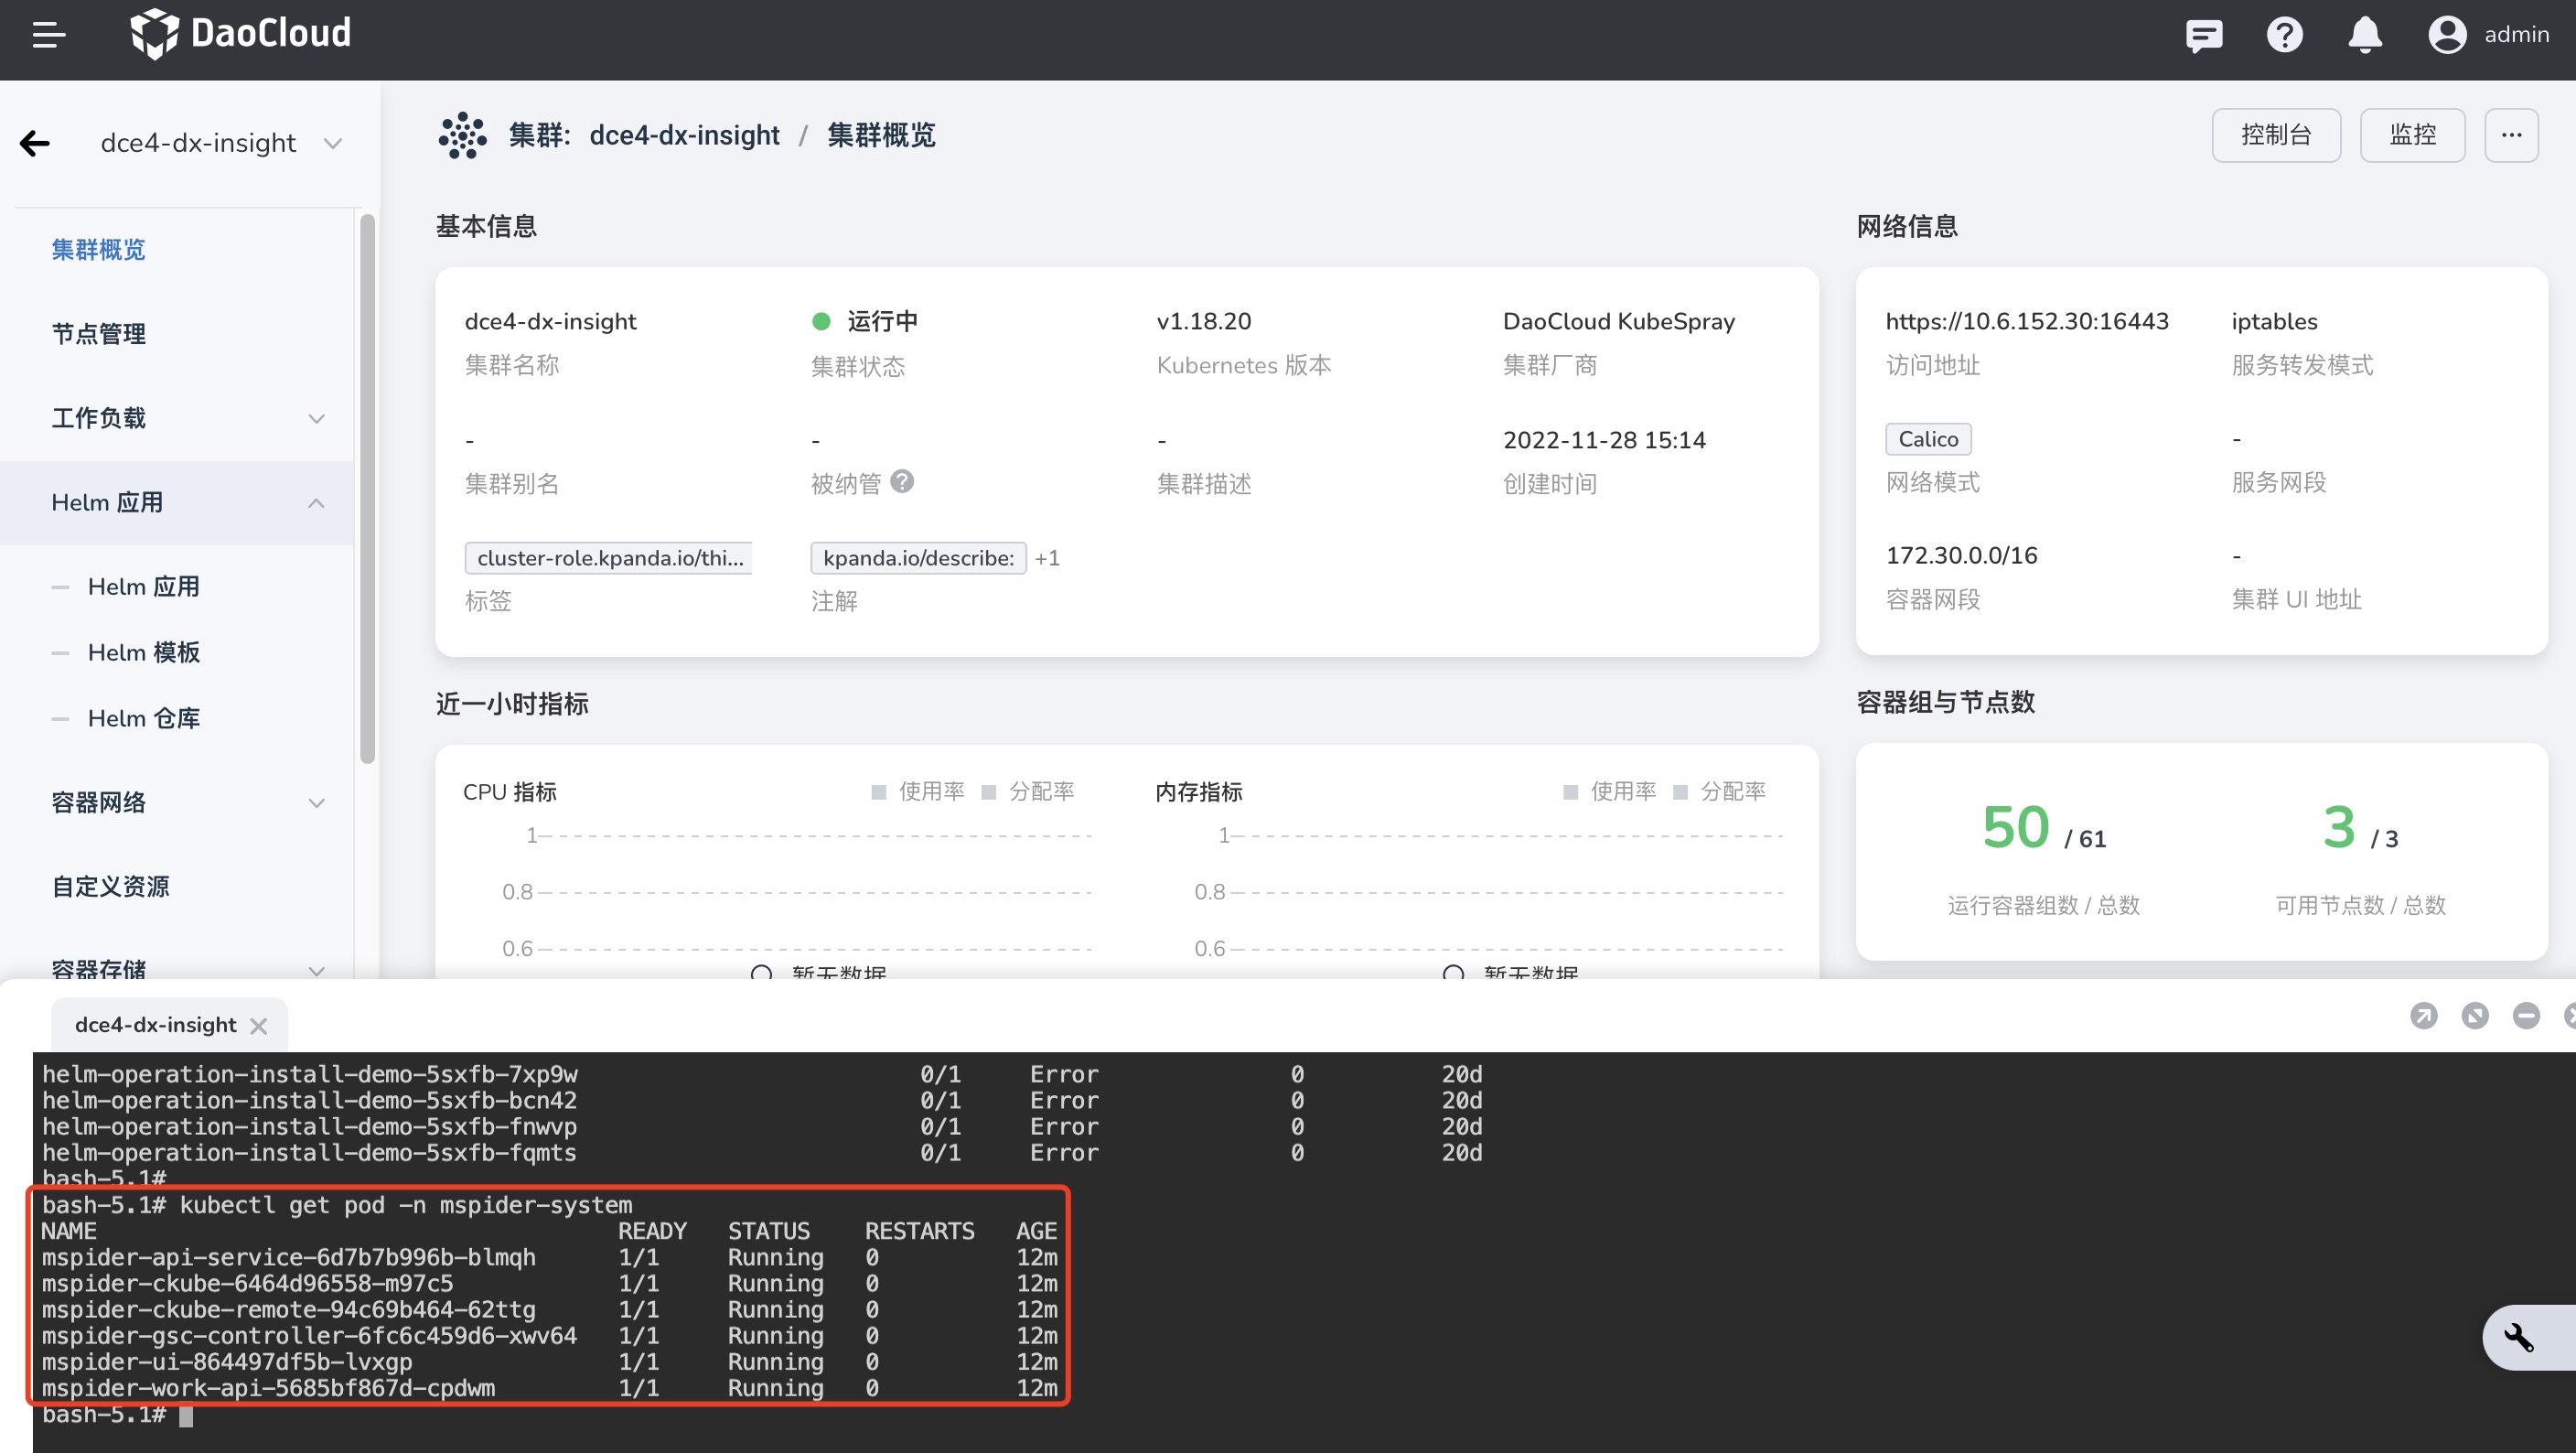 DaoCloud
admin
dce4-dx-insight
集群: dce4-dx-insight / 集群概览
控制台
监控
...
集群概览
节点管理
工作负载
Helm 应用
Helm 应用
Helm 模板
Helm 仓库
容器网络
自定义资源
容器存储
基本信息
dce4-dx-insight
集群名称
运行中
集群状态
v1.18.20
Kubernetes 版本
DaoCloud KubeSpray
集群厂商
-
集群别名
-
被纳管
-
集群描述
2022-11-28 15:14
创建时间
cluster-role.kpanda.io/thi...
标签
kpanda.io/describe: +1
注解
网络信息
https://10.6.152.30:16443
访问地址
iptables
服务转发模式
Calico
网络模式
-
服务网段
172.30.0.0/16
容器网段
-
集群 UI 地址
近一小时指标
CPU 指标
使用率 分配率
1
0.8
0.6
暂无数据
内存指标
使用率 分配率
1
0.8
0.6
暂无数据
容器组与节点数
50 / 61
运行容器组数 / 总数
3 / 3
可用节点数 / 总数
dce4-dx-insight
helm-operation-install-demo-5sxfb-7xp9w 0/1 Error 0 20d
helm-operation-install-demo-5sxfb-bcn42 0/1 Error 0 20d
helm-operation-install-demo-5sxfb-fnwvp 0/1 Error 0 20d
helm-operation-install-demo-5sxfb-fqmts 0/1 Error 0 20d
bash-5.1#
bash-5.1# kubectl get pod -n mspider-system
NAME READY STATUS RESTARTS AGE
mspider-api-service-6d7b7b996b-blmqh 1/1 Running 0 12m
mspider-ckube-6464d96558-m97c5 1/1 Running 0 12m
mspider-ckube-remote-94c69b464-62ttg 1/1 Running 0 12m
mspider-gsc-controller-6fc6c459d6-xwv64 1/1 Running 0 12m
mspider-ui-864497df5b-lvxgp 1/1 Running 0 12m
mspider-work-api-5685bf867d-cpdwm 1/1 Running 0 12m
bash-5.1#